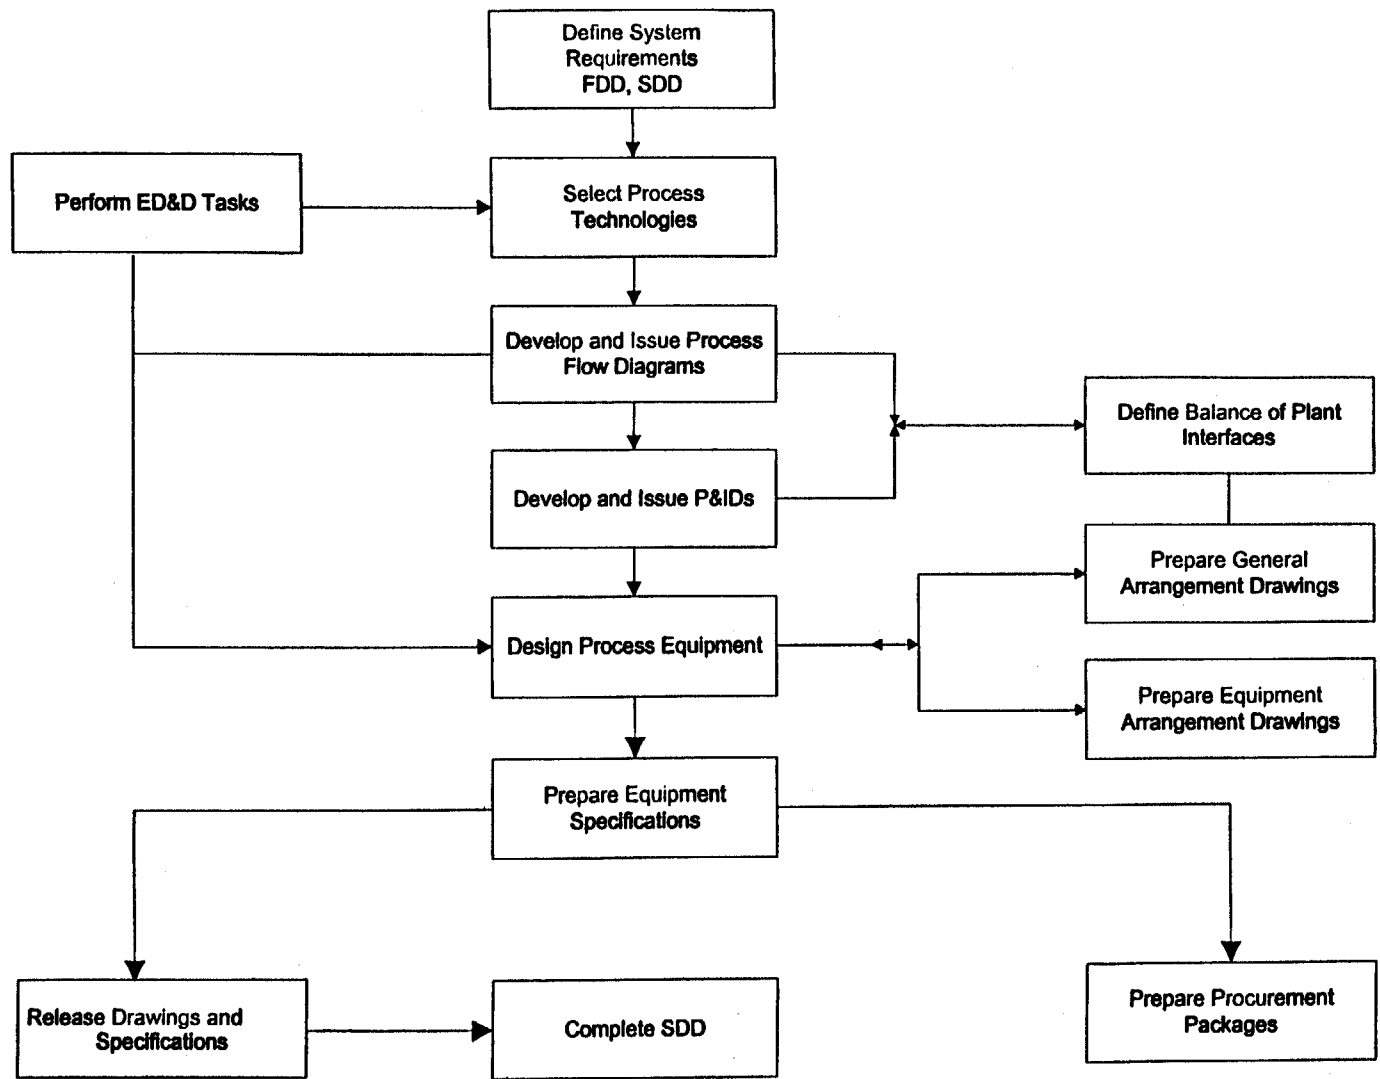 Define System
Requirements
FDD, SDD
Perform ED&D Tasks
Select Process
Technologies
Develop and Issue Process
Flow Diagrams
Define Balance of Plant
Interfaces
Develop and Issue P&IDs
Prepare General
Arrangement Drawings
Design Process Equipment
Prepare Equipment
Arrangement Drawings
Prepare Equipment
Specifications
Release Drawings and
Specifications
Complete SDD
Prepare Procurement
Packages